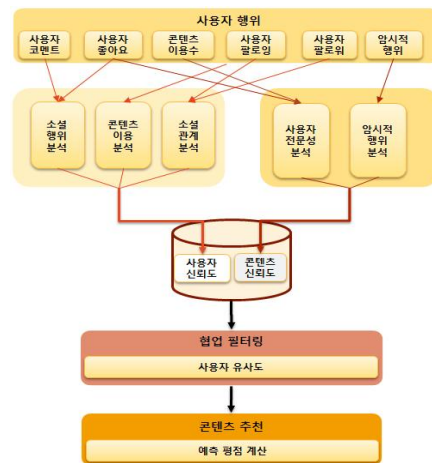 사용자 행위
사용자
코멘트
사용자
좋아요
콘텐츠
이용수
사용자
팔로잉
사용자
팔로워
암시적
행위
소셜
행위
분석
콘텐츠
이용
분석
소셜
관계
분석
사용자
전문성
분석
암시적
행위
분석
사용자
신뢰도
콘텐츠
신뢰도
협업 필터링
사용자 유사도
콘텐츠 추천
예측 평점 계산